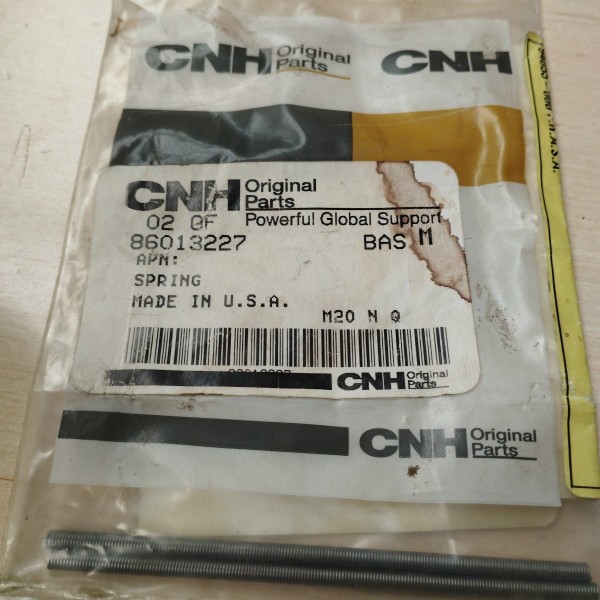 CNH Original Parts
CNH
CNH Original Parts
Powerful Global Support
02 OF
86013227 BAS M
APN:
SPRING
MADE IN U.S.A.
M20 N Q
CNH Original Parts
CNH Original Parts